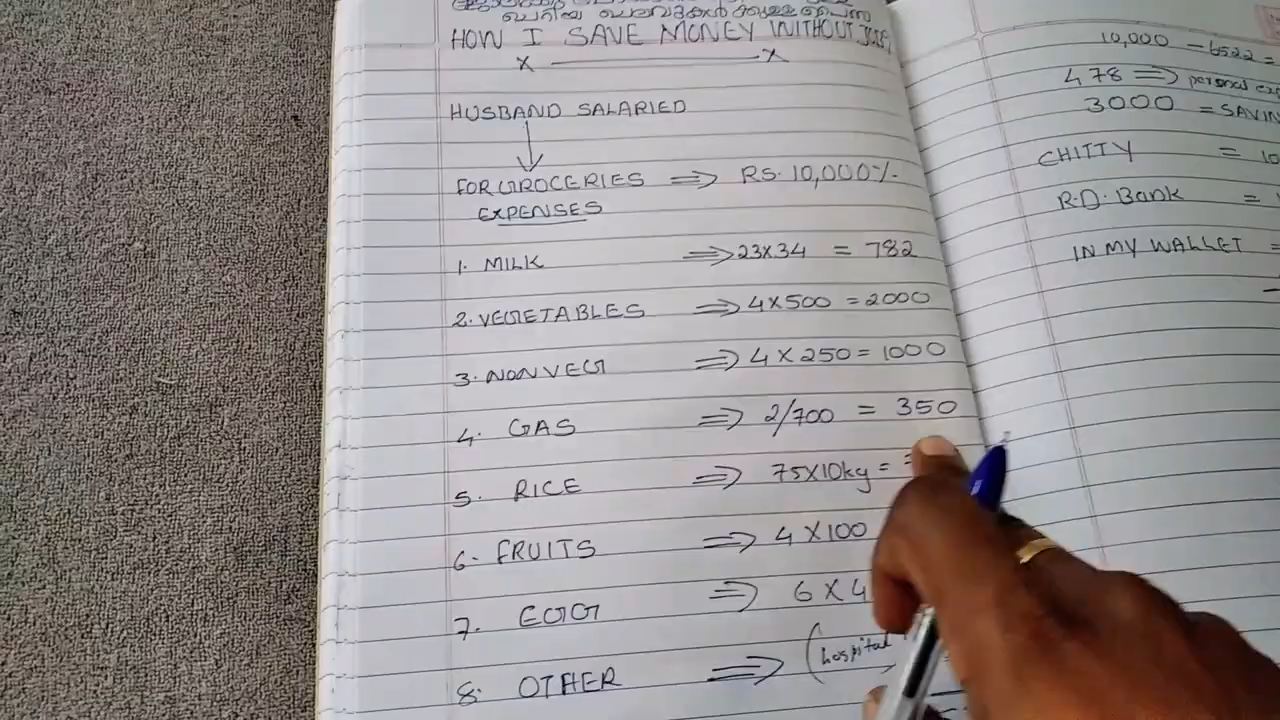 HOW I SAVE MONEY WITHOUT
X ——— X
HUSBAND SALARIED
FOR GROCERIES ⇒ RS. 10,000%.
EXPENSES
1. MILK ⇒ 23x34 = 782
2. VEGETABLES ⇒ 4x500 = 2000
3. NONVEG ⇒ 4 x 250 = 1000
4. GAS ⇒ 2/700 = 350
5. RICE ⇒ 75x10kg =
6- FRUITS ⇒ 4 x 100
7. EGG ⇒ 6 x 4
8. OTHER ⇒ (hospital
10,000 - 6522 =
478 ⇒ personal
3000 = SAVIN
CHITTY = 10
R.D. Bank =
IN MY WALLET =